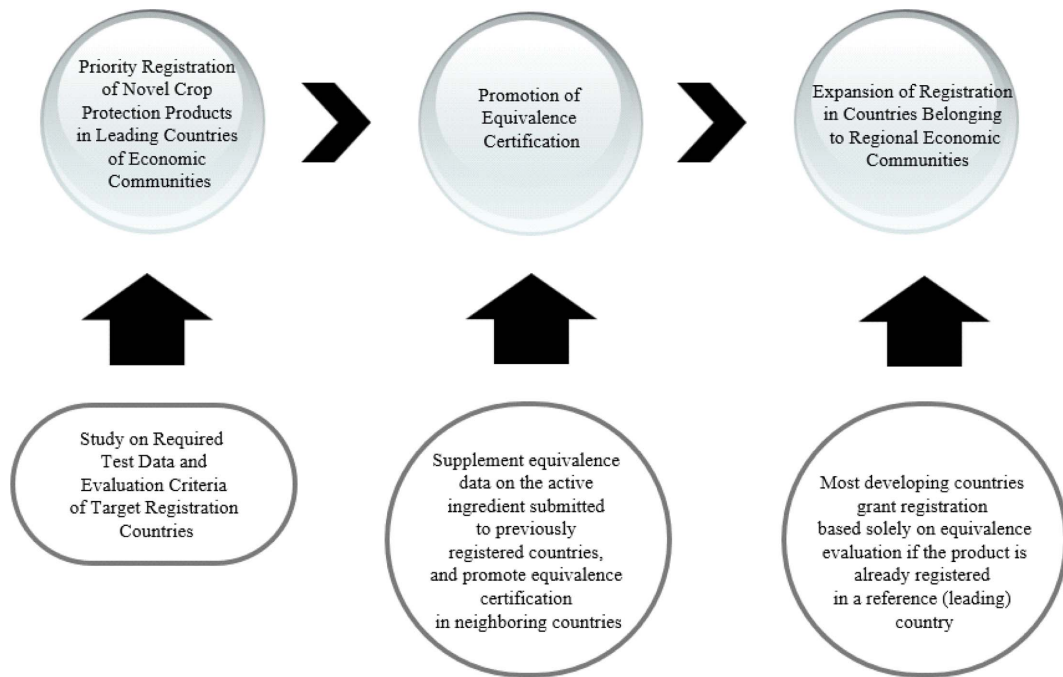 Priority Registration
of Novel Crop
Protection Products
in Leading Countries
of Economic
Communities
Promotion of
Equivalence
Certification
Expansion of Registration
in Countries Belonging
to Regional Economic
Communities
Study on Required
Test Data and
Evaluation Criteria
of Target Registration
Countries
Supplement equivalence
data on the active
ingredient submitted
to previously
registered countries,
and promote equivalence
certification
in neighboring countries
Most developing countries
grant registration
based solely on equivalence
evaluation if the product is
already registered
in a reference (leading)
country